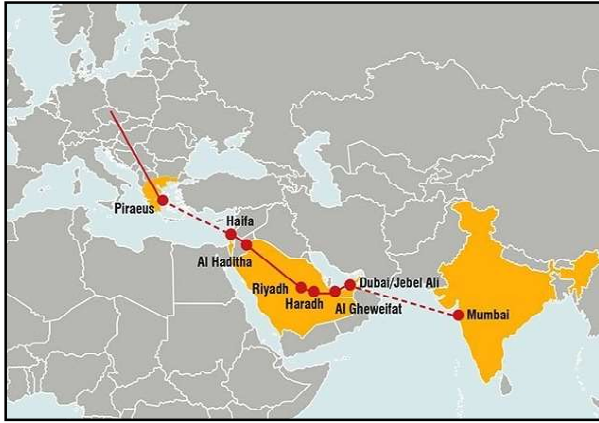 Piraeus
Haifa
Al Haditha
Riyadh
Haradh
Dubai/Jebel Ali
Al Gheweifat
Mumbai